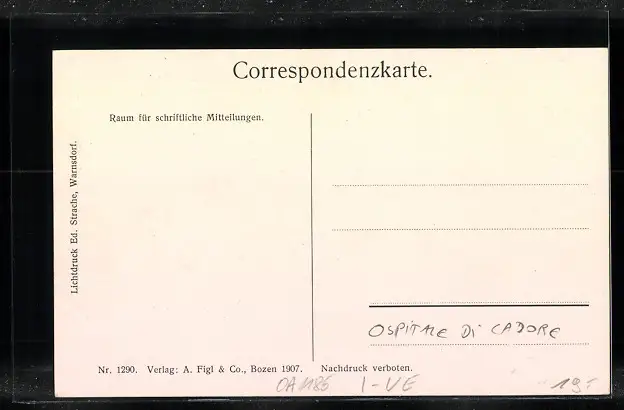 Correspondenzkarte.
Raum für schriftliche Mitteilungen.
Lichtdruck Ed. Strache, Warnsdorf.
OSPITALE Di CADORE
Nr. 1290. Verlag: A. Figl & Co., Bozen 1907. Nachdruck verboten.
I-VE
19-